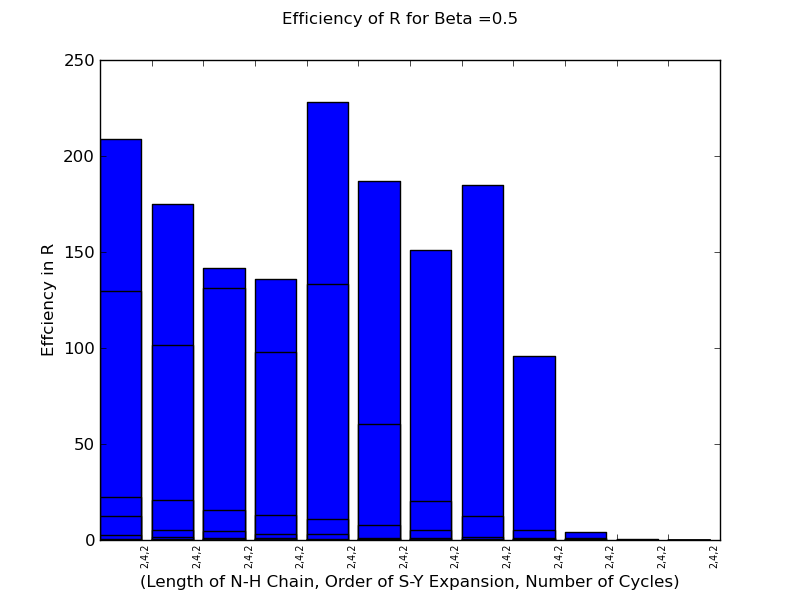 Efficiency of R for Beta =0.5
250
200
150
100
50
0
Effciency in R
2,4,2 2,4,2 2,4,2 2,4,2 2,4,2 2,4,2 2,4,2 2,4,2 2,4,2 2,4,2 2,4,2 2,4,2
(Length of N-H Chain, Order of S-Y Expansion, Number of Cycles)